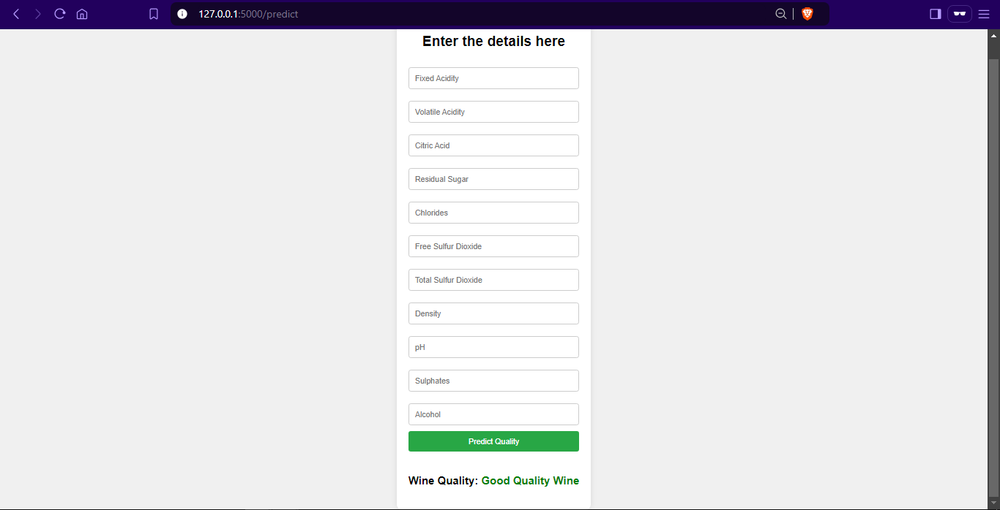 127.0.0.1:5000/predict
Enter the details here
Fixed Acidity
Volatile Acidity
Citric Acid
Residual Sugar
Chlorides
Free Sulfur Dioxide
Total Sulfur Dioxide
Density
pH
Sulphates
Alcohol
Predict Quality
Wine Quality: Good Quality Wine